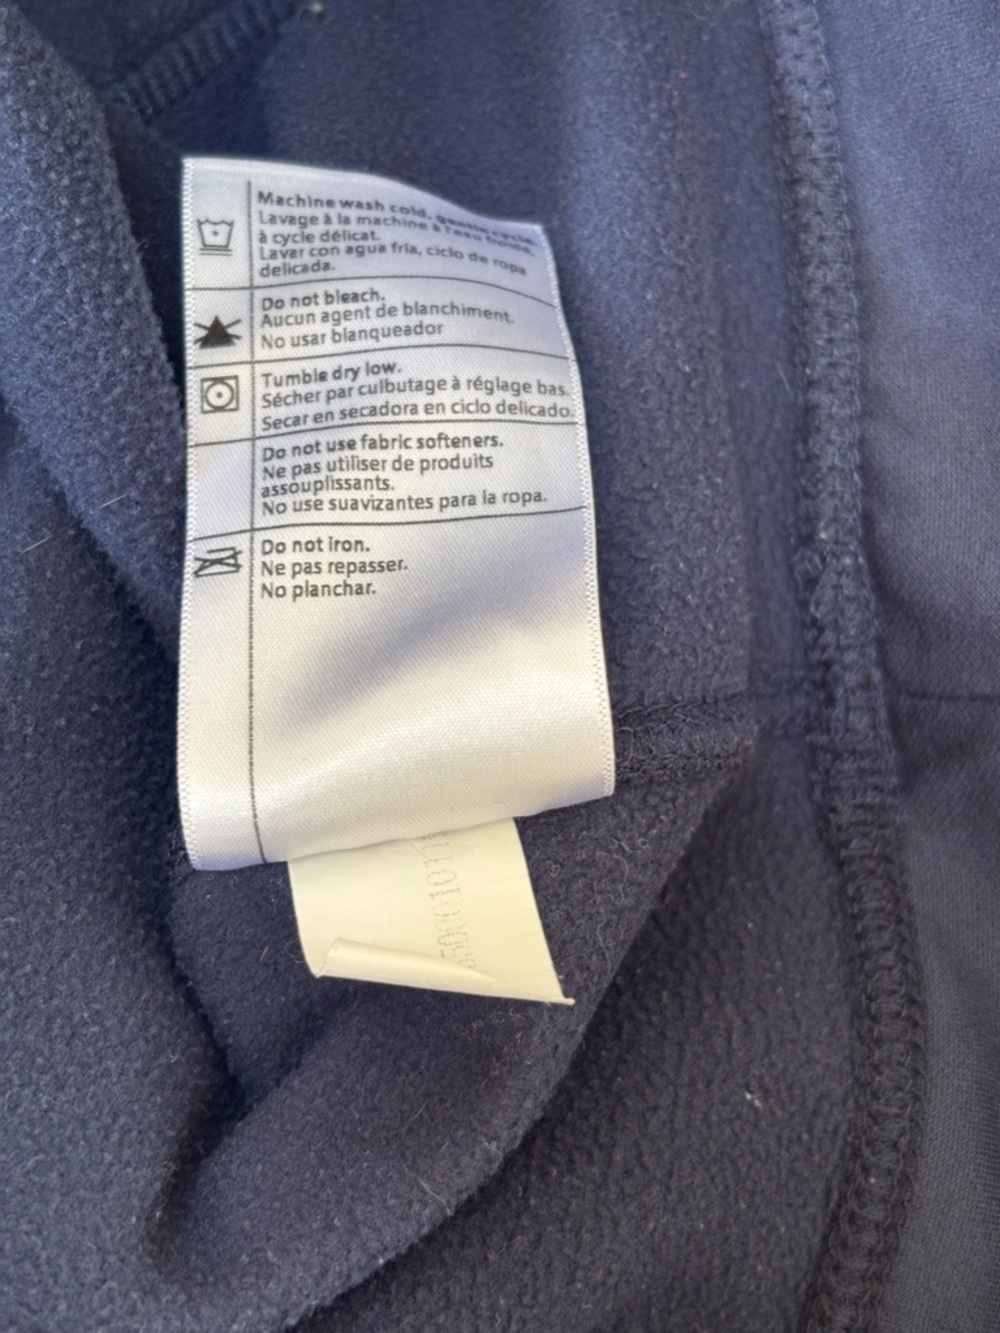 Machine wash cold, gentle cycle.
Lavage à la machine à l'eau froide,
à cycle délicat.
Lavar con agua fria, ciclo de ropa
delicada.
Do not bleach.
Aucun agent de blanchiment.
No usar blanqueador
Tumble dry low.
Sécher par culbutage à réglage bas.
Secar en secadora en ciclo delicado.
Do not use fabric softeners.
Ne pas utiliser de produits
assouplissants.
No use suavizantes para la ropa.
Do not iron.
Ne pas repasser.
No planchar.